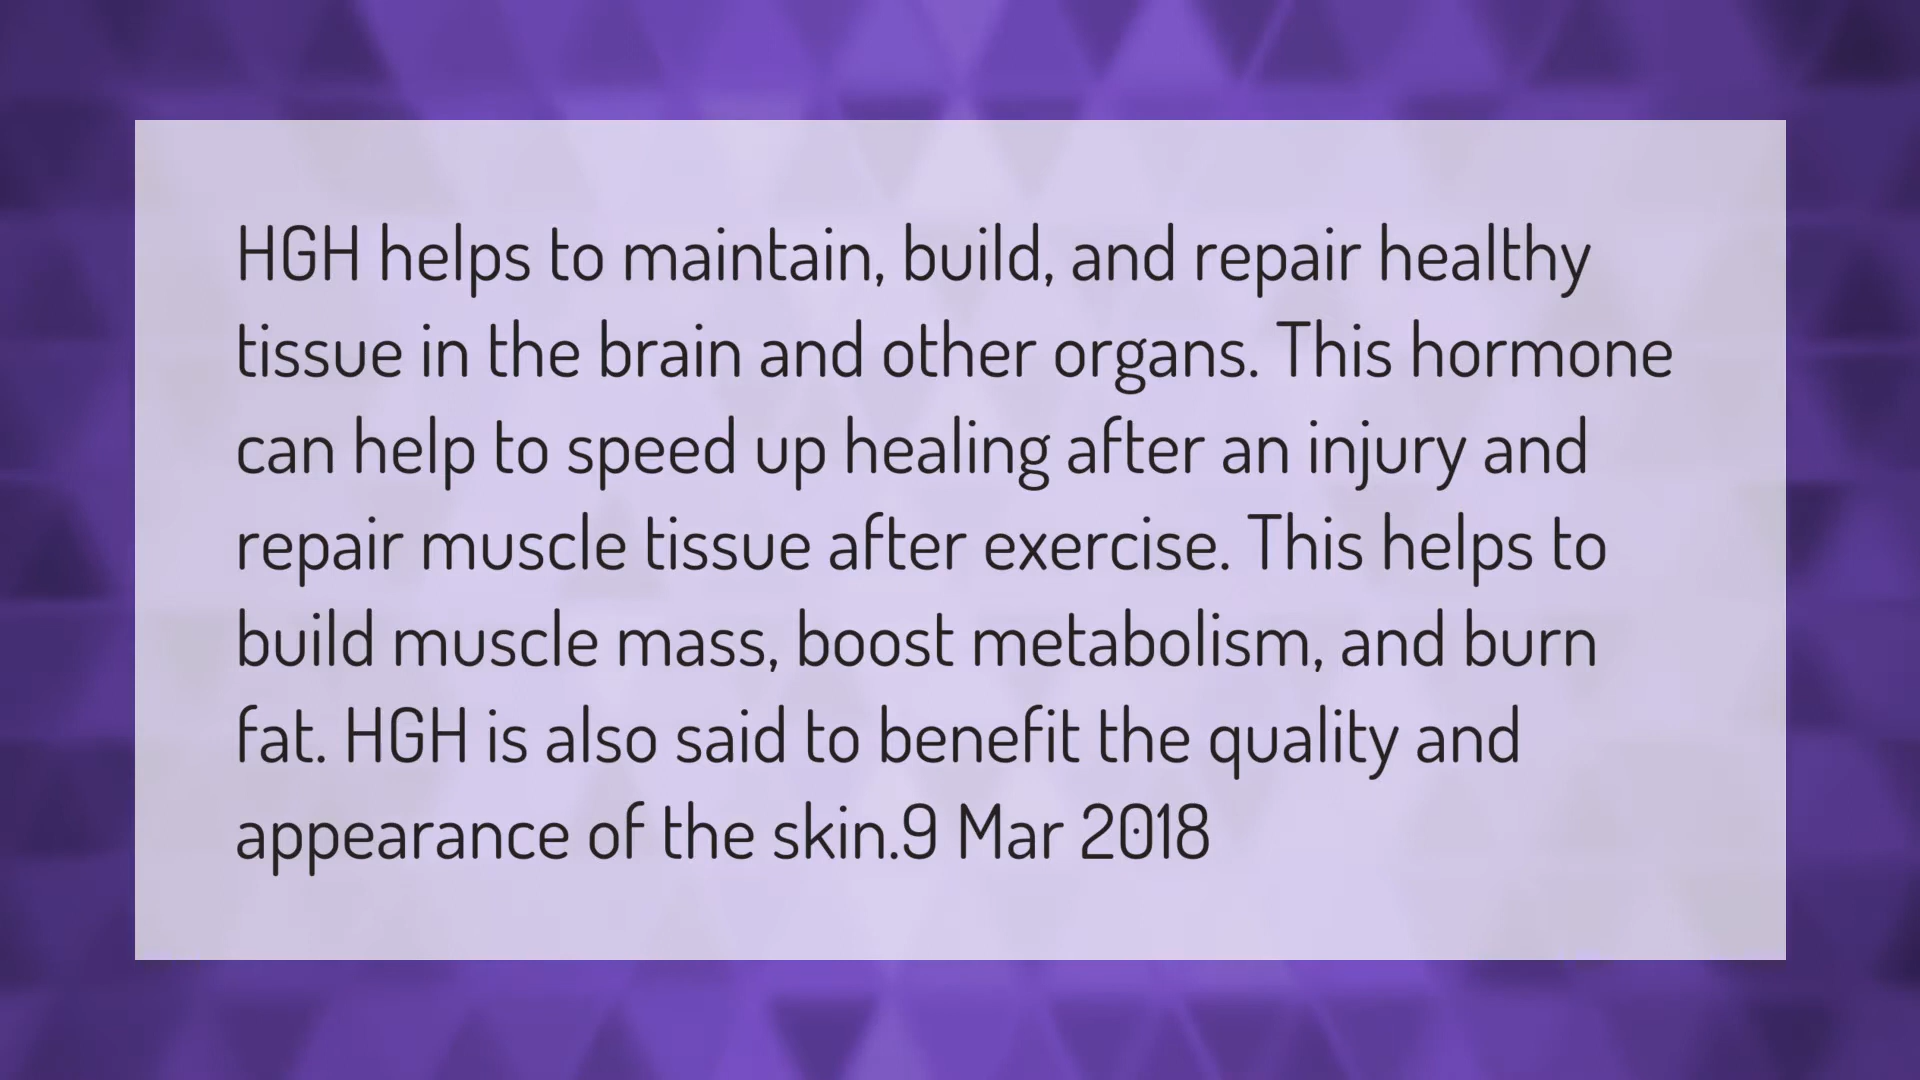 HGH helps to maintain, build, and repair healthy
tissue in the brain and other organs. This hormone
can help to speed up healing after an injury and
repair muscle tissue after exercise. This helps to
build muscle mass, boost metabolism, and burn
fat. HGH is also said to benefit the quality and
appearance of the skin.9 Mar 2018